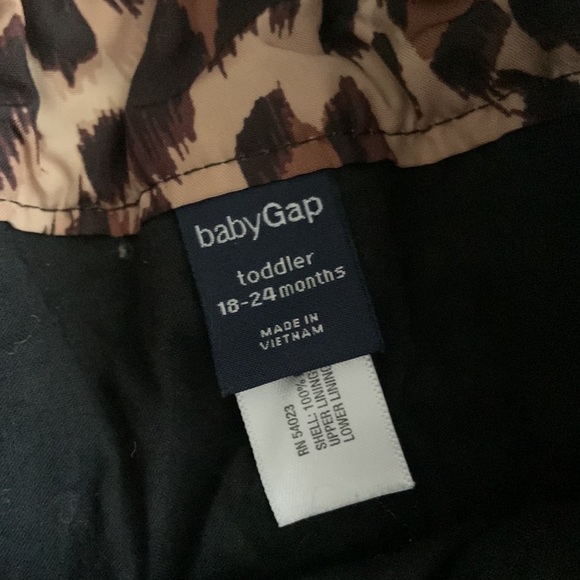 babyGap
toddler
18-24 months
MADE IN
VIETNAM
RN 54023
SHELL: 100%
UPPER LINING
LOWER LINING